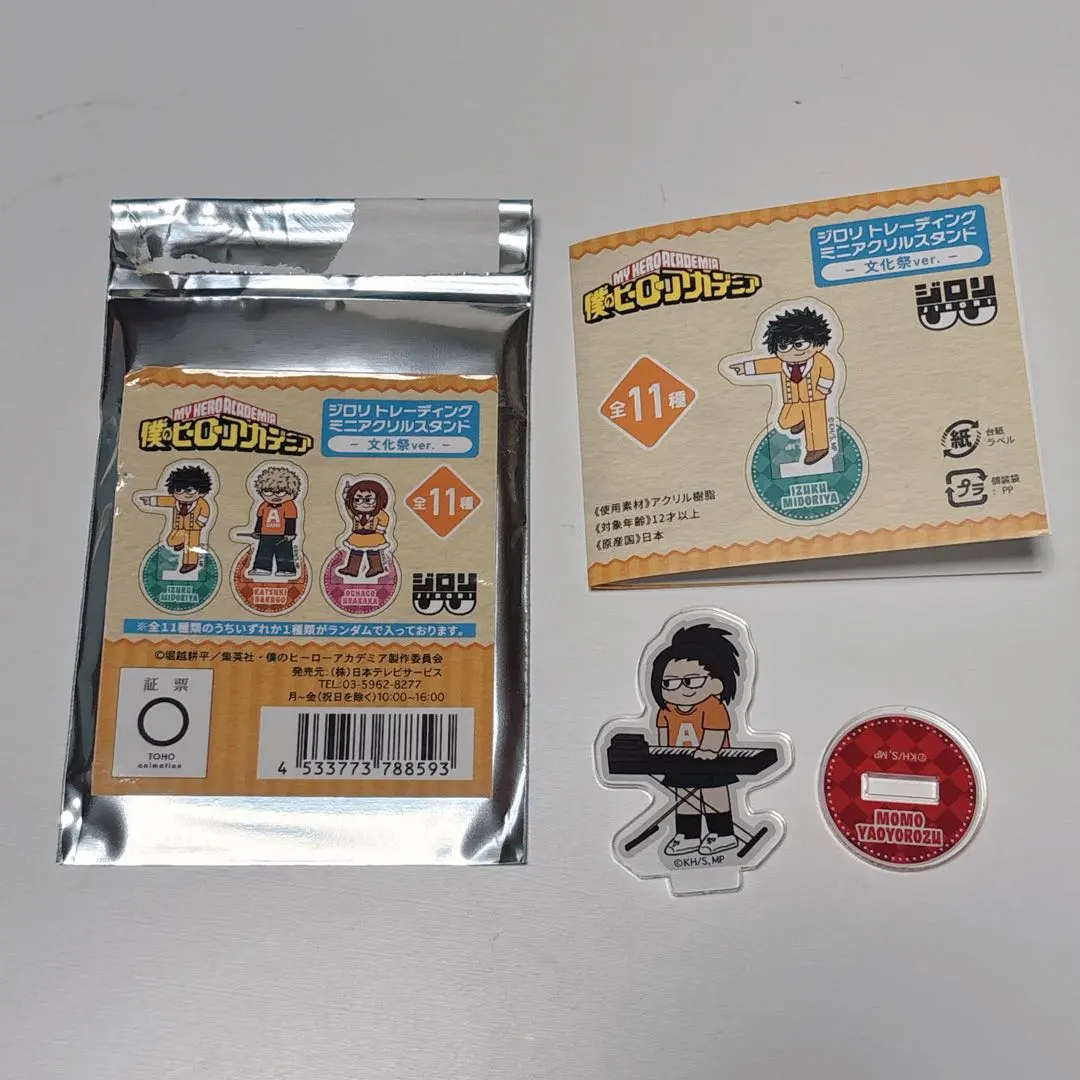 MY HERO ACADEMIA
僕のヒーローアカデミア
ジロリ トレーディング
ミニアクリルスタンド
- 文化祭ver. -
全11種
A
IZUKU
MIDORIYA
KATSUKI
BAKUGO
OCHACO
URARAKA
ジロリ
JIRORI
※全11種類のうちいずれか1種類がランダムで入っております。
©堀越耕平／集英社・僕のヒーローアカデミア製作委員会
発売元:(株)日本テレビサービス
TEL:03-5962-8277
月~金(祝日を除く)10:00~16:00
証 票
TOHO
animation
4 533773 788593
MY HERO ACADEMIA
僕のヒーローアカデミア
ジロリ トレーディング
ミニアクリルスタンド
- 文化祭ver. -
ジロリ
JIRORI
全11種
©KH/S, MP
IZUKU
MIDORIYA
紙
台紙
ラベル
プラ
個装袋
PP
《使用素材》アクリル樹脂
《対象年齢》12才以上
《原産国》日本
A
©KH/S, MP
©KH/S, MP
MOMO
YAOYOROZU